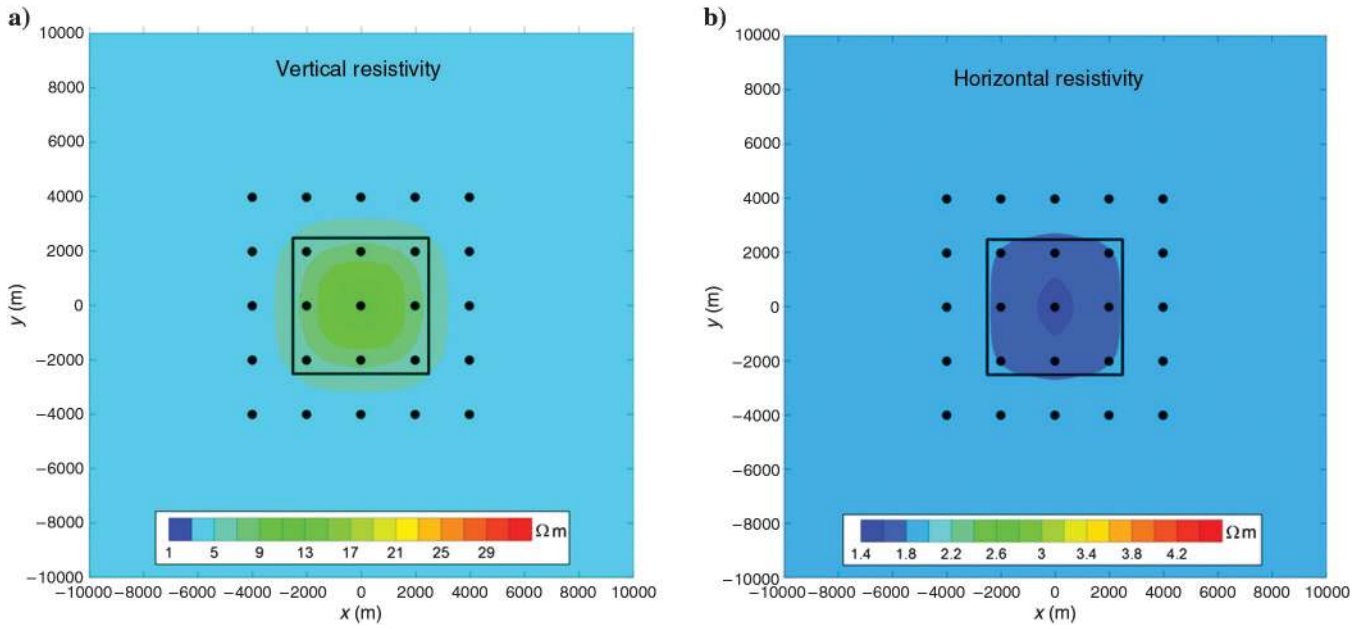 a)
Vertical resistivity
10000
8000
6000
4000
2000
0
−2000
−4000
−6000
−8000
−10000
y (m)
1 5 9 13 17 21 25 29 Ωm
−10000 −8000 −6000 −4000 −2000 0 2000 4000 6000 8000 10000
x (m)
b)
Horizontal resistivity
10000
8000
6000
4000
2000
0
−2000
−4000
−6000
−8000
−10000
y (m)
1.4 1.8 2.2 2.6 3 3.4 3.8 4.2 Ωm
−10000 −8000 −6000 −4000 −2000 0 2000 4000 6000 8000 10000
x (m)